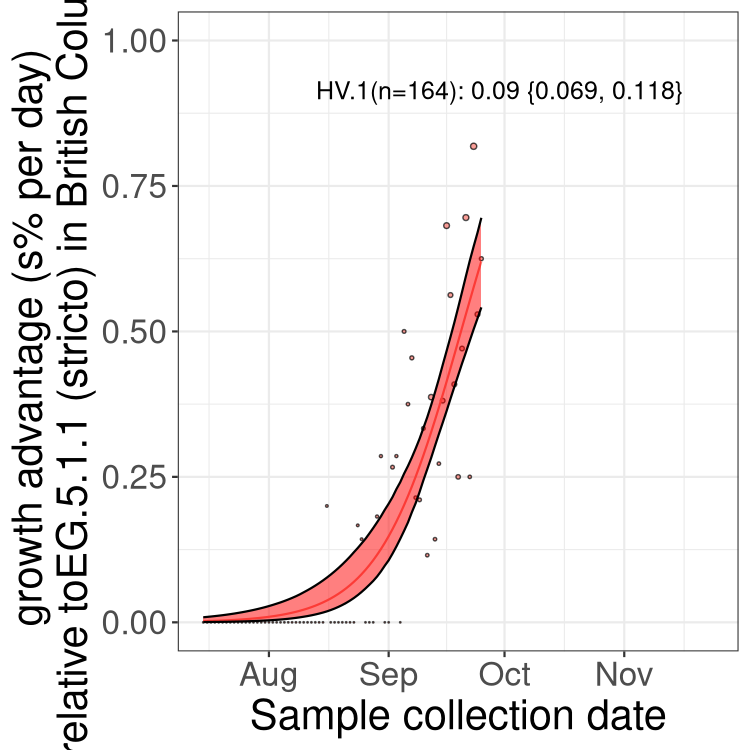 growth advantage (s% per day)
relative toEG.5.1.1 (stricto) in British Colu
1.00
0.75
0.50
0.25
0.00
HV.1(n=164): 0.09 {0.069, 0.118}
Aug Sep Oct Nov
Sample collection date